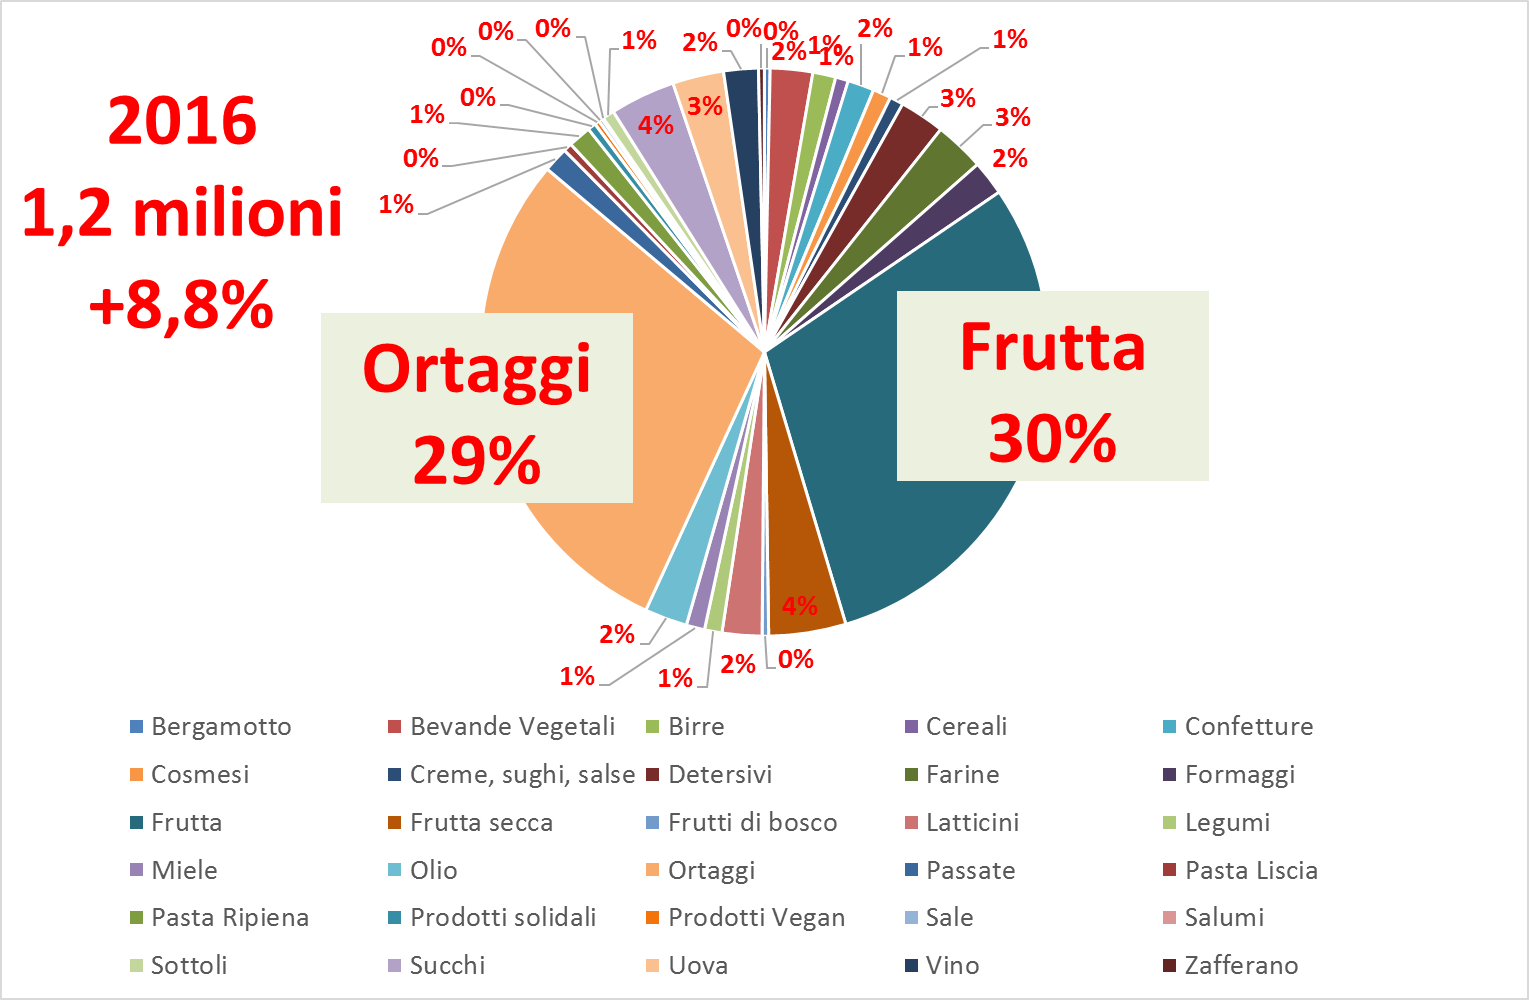 0%
0%
0%
1%
2%
0%
0%
2%
1%
1%
2%
1%
1%
0%
1%
0%
1%
4%
3%
3%
3%
2%
2016
1,2 milioni
+8,8%
Ortaggi
29%
Frutta
30%
4%
2%
1%
1%
2%
0%
Bergamotto
Bevande Vegetali
Birre
Cereali
Confetture
Cosmesi
Creme, sughi, salse
Detersivi
Farine
Formaggi
Frutta
Frutta secca
Frutti di bosco
Latticini
Legumi
Miele
Olio
Ortaggi
Passate
Pasta Liscia
Pasta Ripiena
Prodotti solidali
Prodotti Vegan
Sale
Salumi
Sottoli
Succhi
Uova
Vino
Zafferano